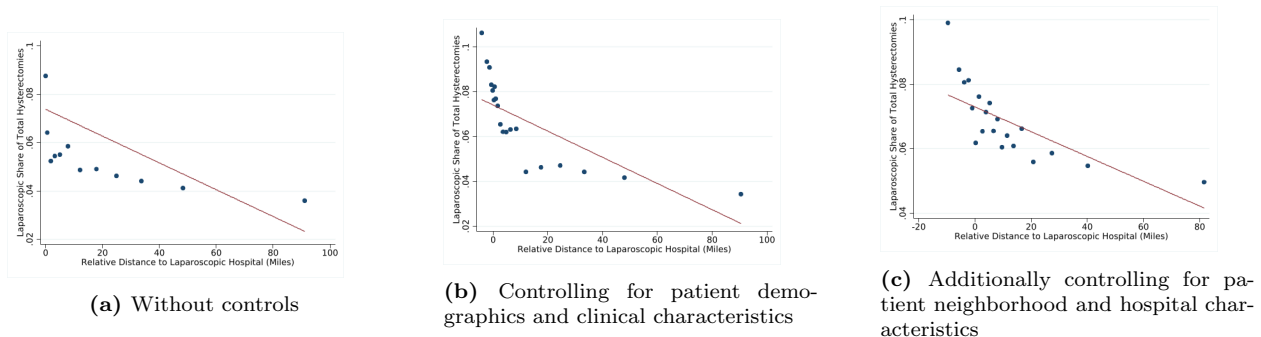 Laparoscopic Share of Total Hysterectomies
.1
.08
.06
.04
.02
0 20 40 60 80 100
Relative Distance to Laparoscopic Hospital (Miles)
(a) Without controls
Laparoscopic Share of Total Hysterectomies
.1
.08
.06
.04
.02
0 20 40 60 80 100
Relative Distance to Laparoscopic Hospital (Miles)
(b) Controlling for patient demo-
graphics and clinical characteristics
Laparoscopic Share of Total Hysterectomies
.1
.08
.06
.04
-20 0 20 40 60 80
Relative Distance to Laparoscopic Hospital (Miles)
(c) Additionally controlling for pa-
tient neighborhood and hospital char-
acteristics